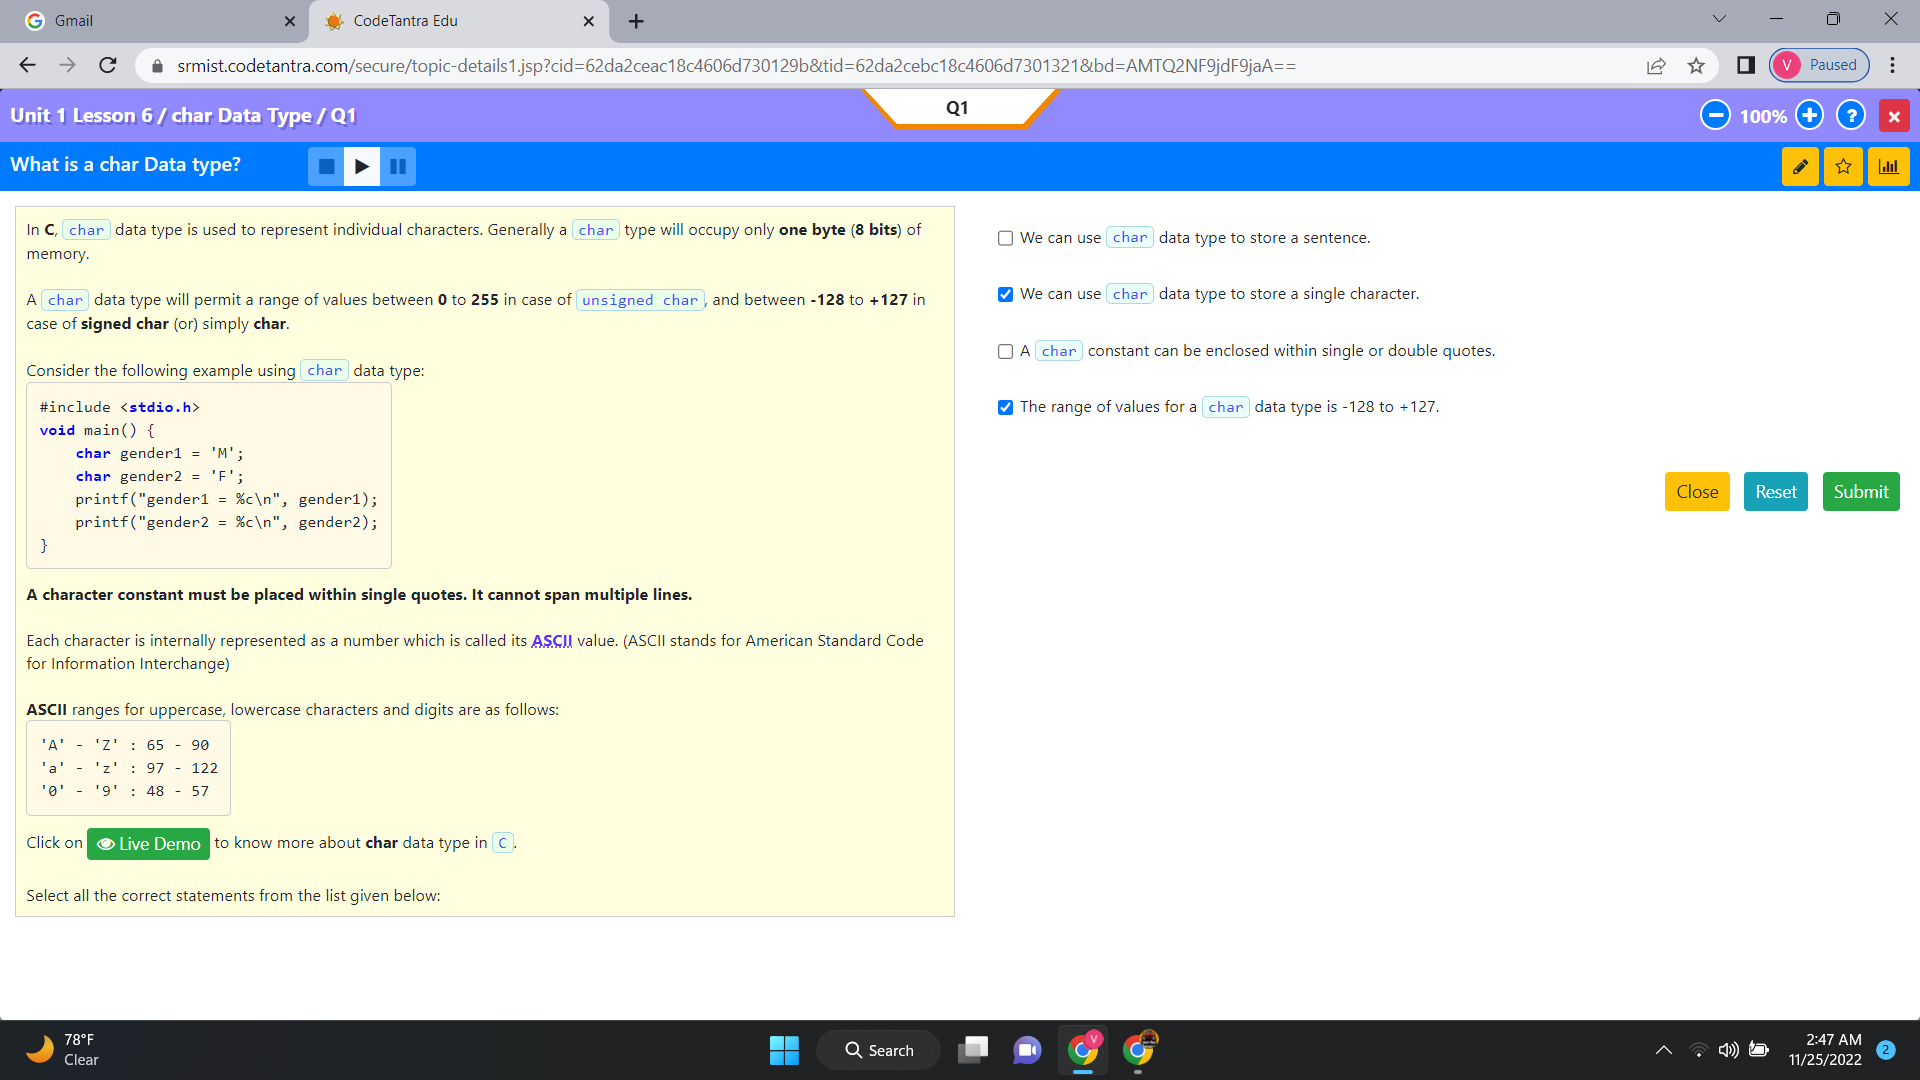 Gmail
CodeTantra Edu
srmist.codetantra.com/secure/topic-details1.jsp?cid=62da2ceac18c4606d730129b&tid=62da2cebc18c4606d7301321&bd=AMTQ2NF9jdF9jaA==
V Paused
Unit 1 Lesson 6 / char Data Type / Q1
Q1
100%
?
What is a char Data type?
In C, char data type is used to represent individual characters. Generally a char type will occupy only one byte (8 bits) of
memory.
A char data type will permit a range of values between 0 to 255 in case of unsigned char, and between -128 to +127 in
case of signed char (or) simply char.
Consider the following example using char data type:
#include <stdio.h>
void main() {
    char gender1 = 'M';
    char gender2 = 'F';
    printf("gender1 = %c\n", gender1);
    printf("gender2 = %c\n", gender2);
}
A character constant must be placed within single quotes. It cannot span multiple lines.
Each character is internally represented as a number which is called its ASCII value. (ASCII stands for American Standard Code
for Information Interchange)
ASCII ranges for uppercase, lowercase characters and digits are as follows:
'A' - 'Z' : 65 - 90
'a' - 'z' : 97 - 122
'0' - '9' : 48 - 57
Click on Live Demo to know more about char data type in C.
Select all the correct statements from the list given below:
We can use char data type to store a sentence.
We can use char data type to store a single character.
A char constant can be enclosed within single or double quotes.
The range of values for a char data type is -128 to +127.
Close Reset Submit
78°F
Clear
Search
V
2:47 AM
11/25/2022
2